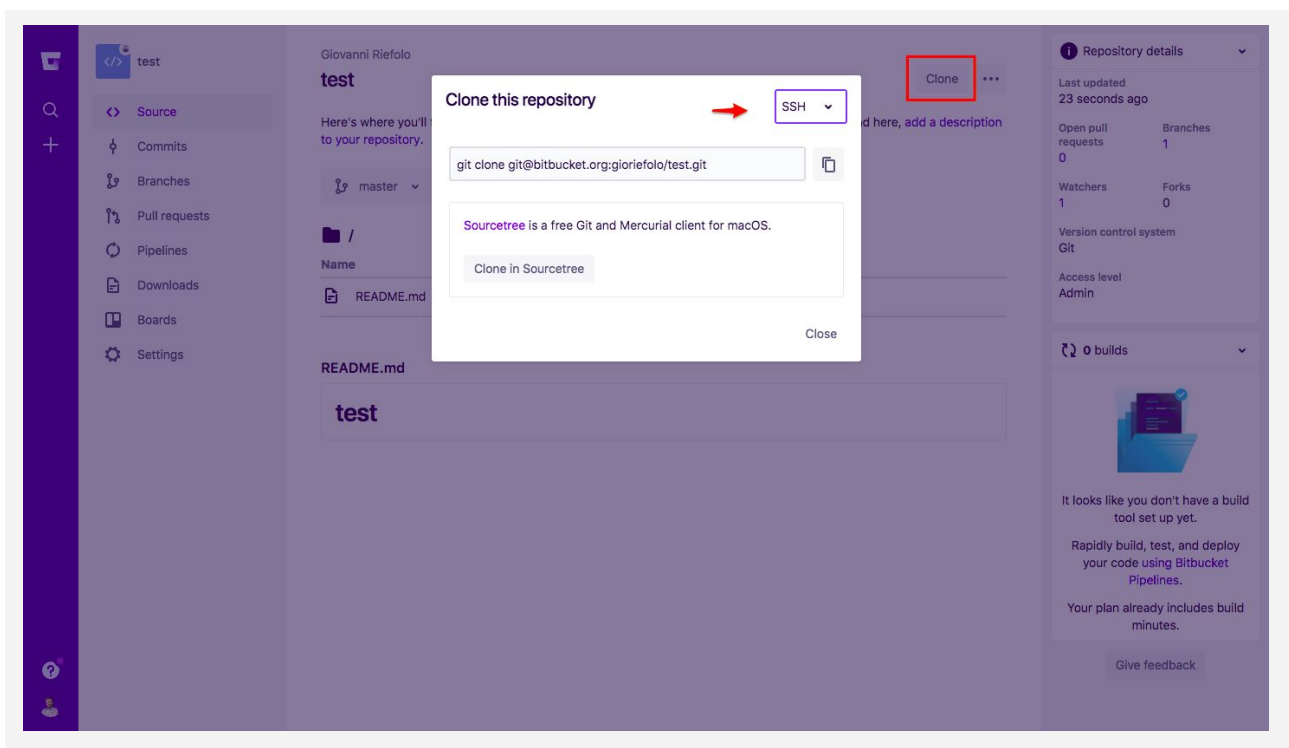 test
Source
Commits
Branches
Pull requests
Pipelines
Downloads
Boards
Settings
Giovanni Riefolo
test
Clone
Here's where you'll
d here, add a description
to your repository.
master
/
Name
README.md
README.md
test
Clone this repository
SSH
git clone git@bitbucket.org:gioriefolo/test.git
Sourcetree is a free Git and Mercurial client for macOS.
Clone in Sourcetree
Close
Repository details
Last updated
23 seconds ago
Open pull requests
0
Branches
1
Watchers
1
Forks
0
Version control system
Git
Access level
Admin
0 builds
It looks like you don't have a build
tool set up yet.
Rapidly build, test, and deploy
your code using Bitbucket
Pipelines.
Your plan already includes build
minutes.
Give feedback